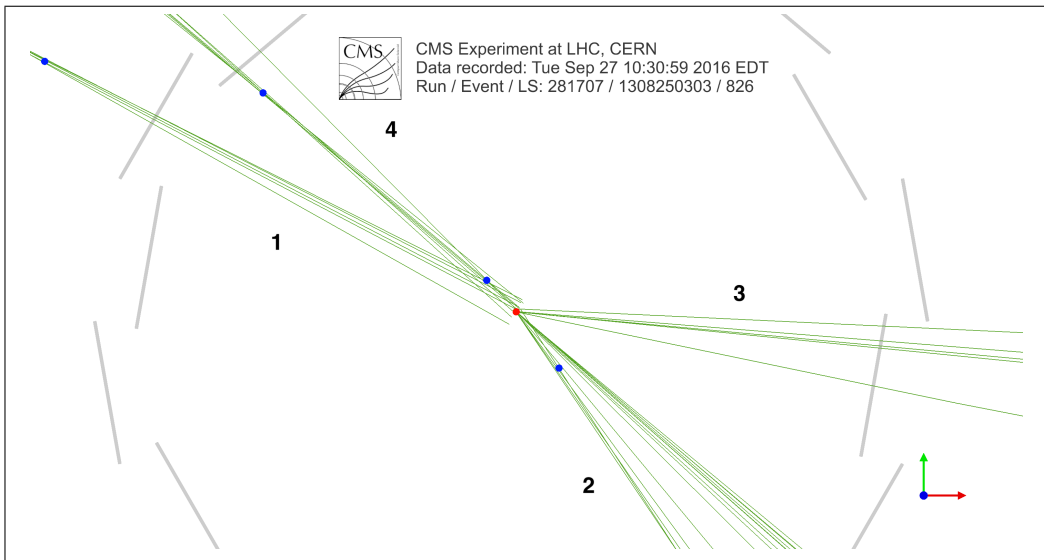 CMS
CMS Experiment at LHC, CERN
Data recorded: Tue Sep 27 10:30:59 2016 EDT
Run / Event / LS: 281707 / 1308250303 / 826
4
1
3
2